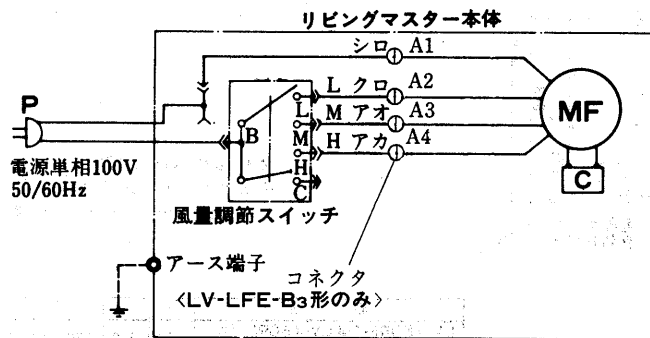 リビングマスター本体
シロ A1
L クロ A2
M アオ A3
H アカ A4
P
B
L
M
H
C
MF
C
電源単相100V
50/60Hz
風量調節スイッチ
アース端子
コネクタ
〈LV-LFE-B₃形のみ〉